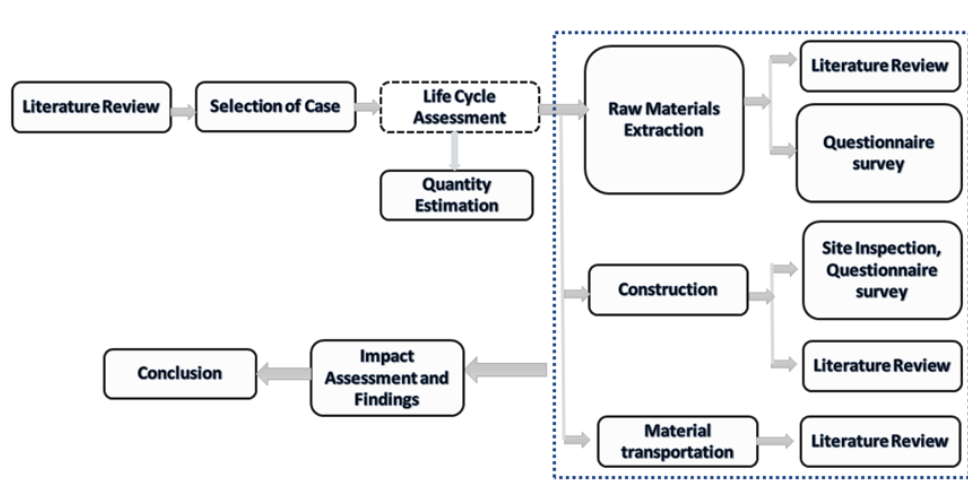 Literature Review
Selection of Case
Life Cycle
Assessment
Quantity
Estimation
Raw Materials
Extraction
Literature Review
Questionnaire
survey
Construction
Site Inspection,
Questionnaire
survey
Literature Review
Material
transportation
Literature Review
Impact
Assessment and
Findings
Conclusion